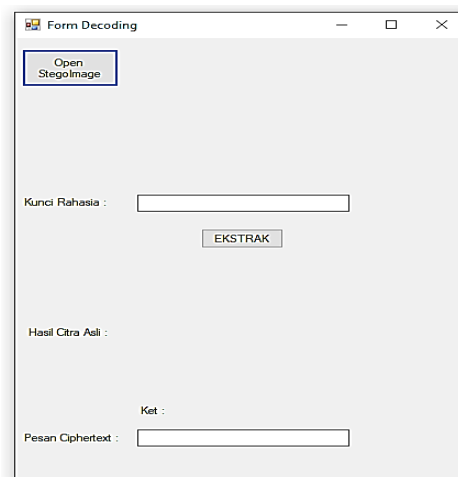 Form Decoding
Open
StegoImage
Kunci Rahasia :
EKSTRAK
Hasil Citra Asli :
Ket :
Pesan Ciphertext :